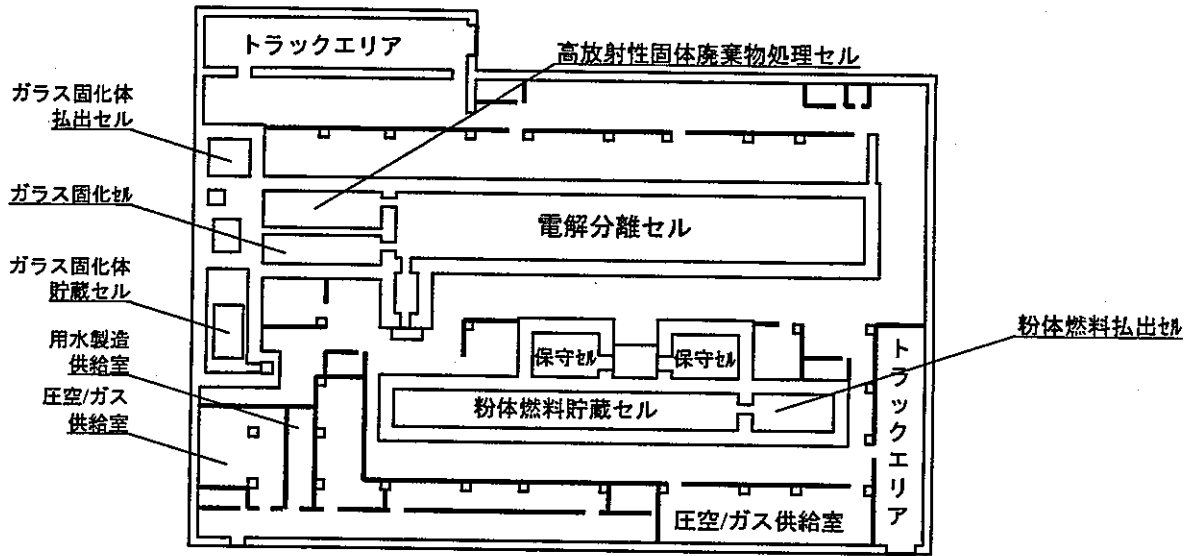 トラックエリア
高放射性固体廃棄物処理セル
ガラス固化体
払出セル
ガラス固化セル
電解分離セル
ガラス固化体
貯蔵セル
用水製造
供給室
圧空/ガス
供給室
保守セル
保守セル
粉体燃料払出セル
粉体燃料貯蔵セル
トラックエリア
圧空/ガス供給室